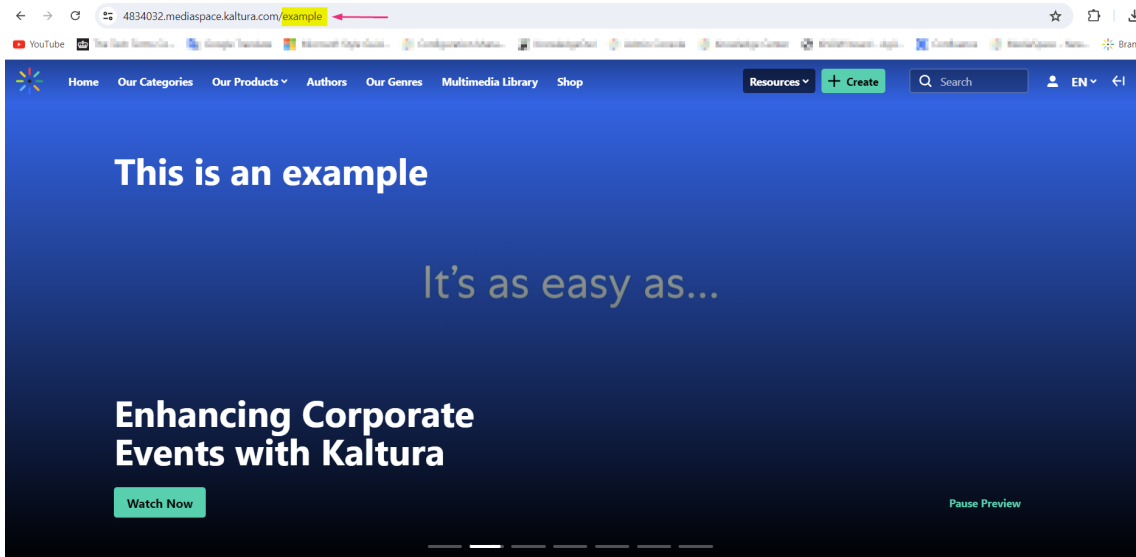 4834032.mediaspace.kaltura.com/example
YouTube
Bran
Home Our Categories Our Products Authors Our Genres Multimedia Library Shop Resources + Create Search EN
This is an example
It's as easy as...
Enhancing Corporate
Events with Kaltura
Watch Now Pause Preview